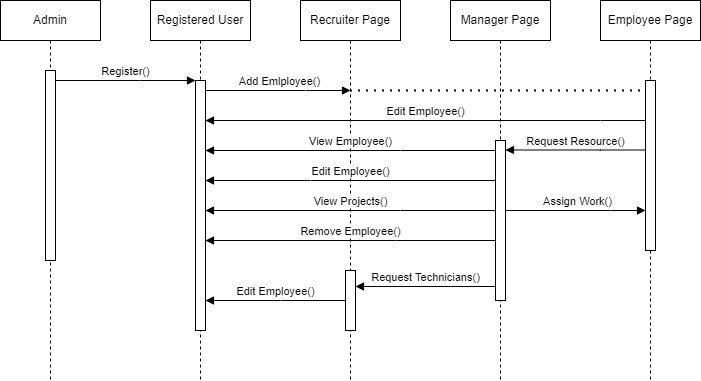 Admin
Registered User
Recruiter Page
Manager Page
Employee Page
Register()
Add Emlployee()
Edit Employee()
View Employee()
Request Resource()
Edit Employee()
View Projects()
Assign Work()
Remove Employee()
Request Technicians()
Edit Employee()